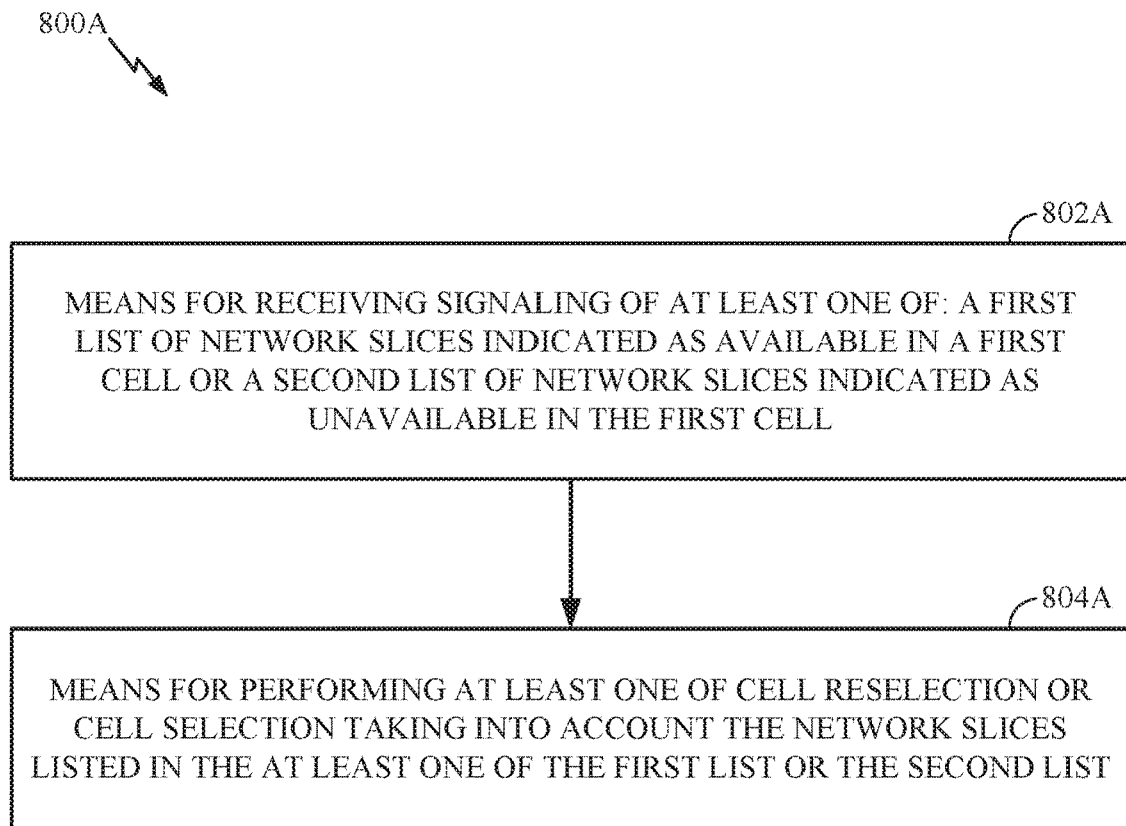 800A
802A
MEANS FOR RECEIVING SIGNALING OF AT LEAST ONE OF: A FIRST
LIST OF NETWORK SLICES INDICATED AS AVAILABLE IN A FIRST
CELL OR A SECOND LIST OF NETWORK SLICES INDICATED AS
UNAVAILABLE IN THE FIRST CELL
804A
MEANS FOR PERFORMING AT LEAST ONE OF CELL RESELECTION OR
CELL SELECTION TAKING INTO ACCOUNT THE NETWORK SLICES
LISTED IN THE AT LEAST ONE OF THE FIRST LIST OR THE SECOND LIST